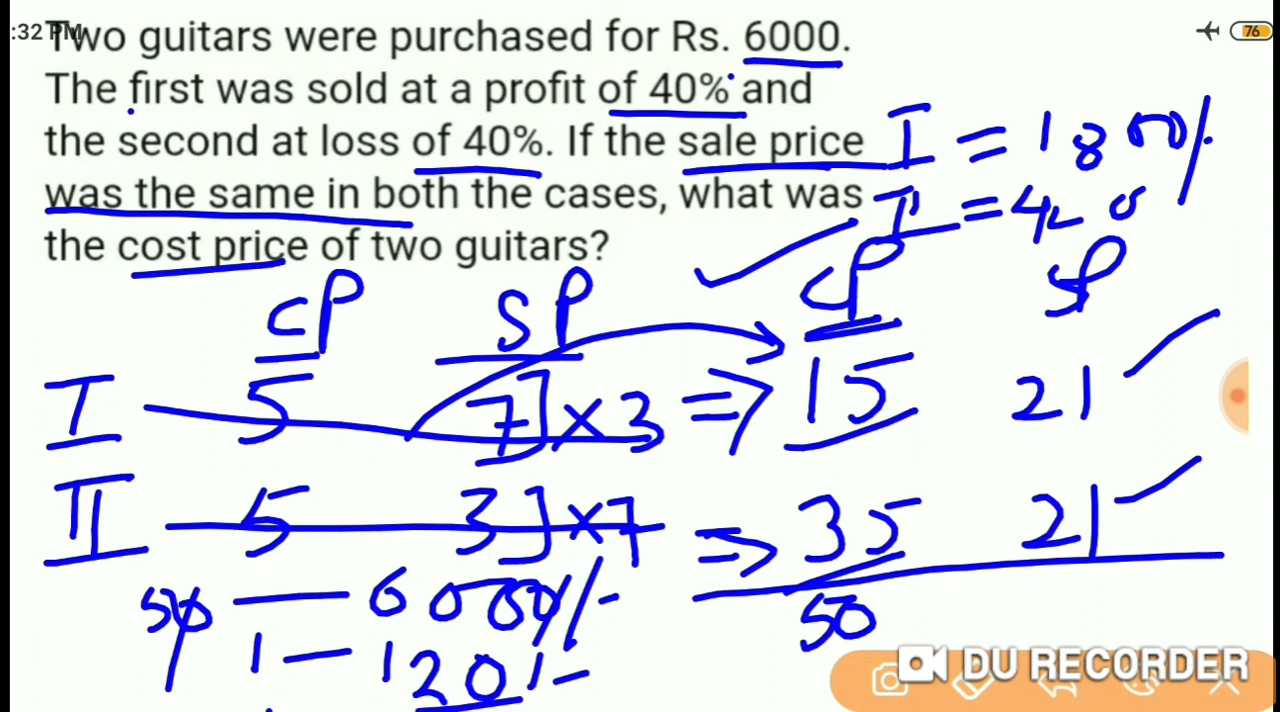 :32 PM
76
Two guitars were purchased for Rs. 6000.
The first was sold at a profit of 40% and
the second at loss of 40%. If the sale price
was the same in both the cases, what was
the cost price of two guitars?
I = 1800/.
II = 420
CP SP CP SP
I 5 7] × 3 ⇒ 15 21
II 5 3] × 7 ⇒ 35 21
50 — 6000/- 50
1 — 120/-
DU RECORDER